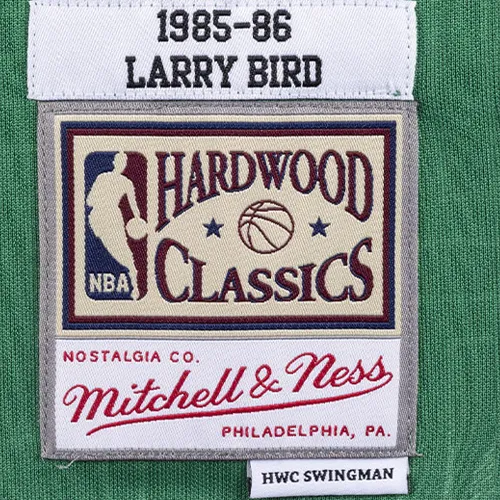 1985-86
LARRY BIRD
HARDWOOD
CLASSICS
NBA
NOSTALGIA CO.
Mitchell & Ness
PHILADELPHIA, PA.
HWC SWINGMAN